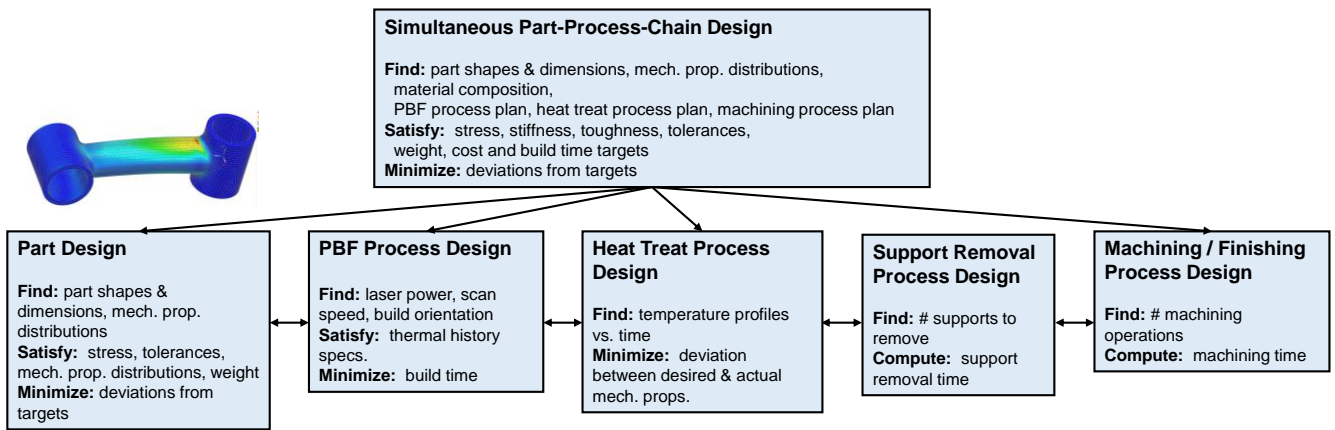 Simultaneous Part-Process-Chain Design
Find: part shapes & dimensions, mech. prop. distributions,
material composition,
PBF process plan, heat treat process plan, machining process plan
Satisfy: stress, stiffness, toughness, tolerances,
weight, cost and build time targets
Minimize: deviations from targets
Part Design
Find: part shapes &
dimensions, mech. prop.
distributions
Satisfy: stress, tolerances,
mech. prop. distributions, weight
Minimize: deviations from
targets
PBF Process Design
Find: laser power, scan
speed, build orientation
Satisfy: thermal history
specs.
Minimize: build time
Heat Treat Process
Design
Find: temperature profiles
vs. time
Minimize: deviation
between desired & actual
mech. props.
Support Removal
Process Design
Find: # supports to
remove
Compute: support
removal time
Machining / Finishing
Process Design
Find: # machining
operations
Compute: machining time